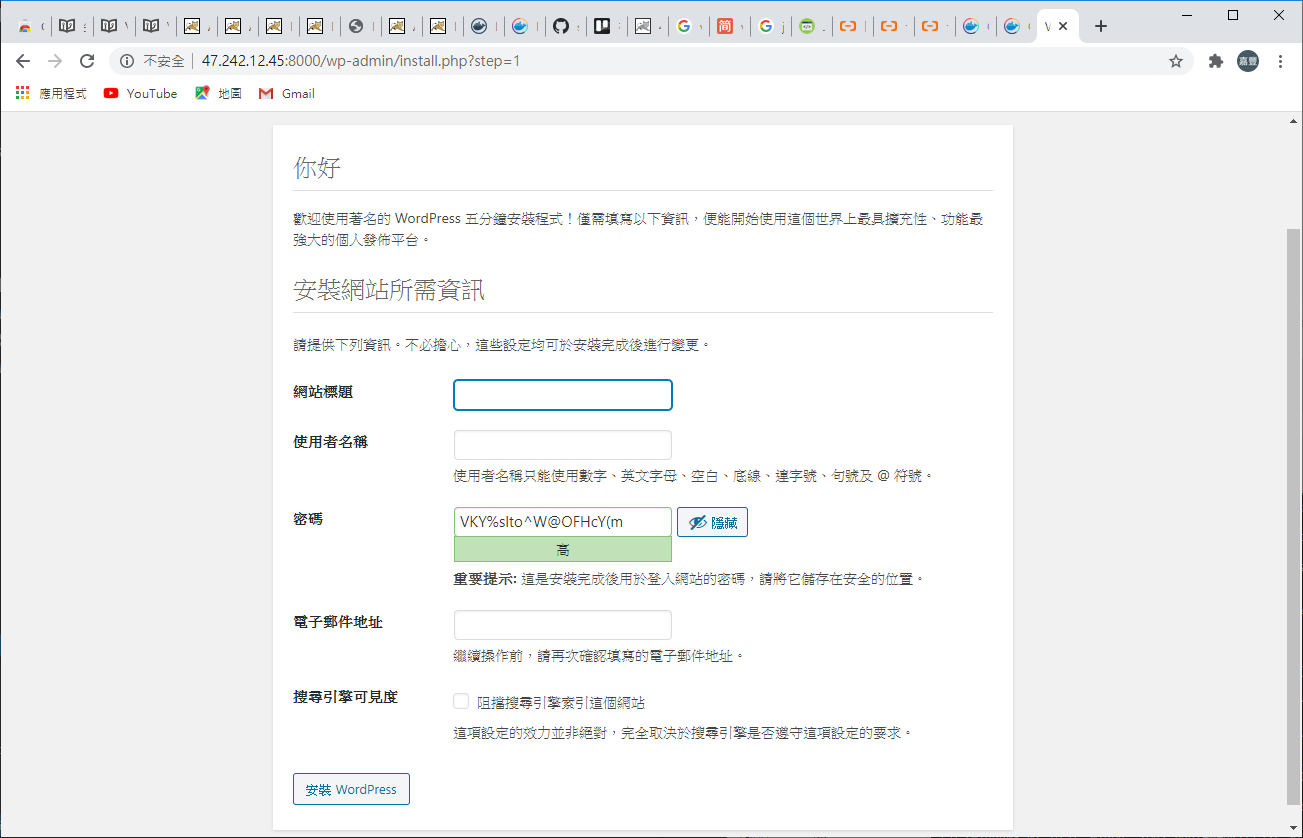 不安全 47.242.12.45:8000/wp-admin/install.php?step=1
嘉豐
應用程式 YouTube 地圖 Gmail
你好
歡迎使用著名的 WordPress 五分鐘安裝程式！僅需填寫以下資訊，便能開始使用這個世界上最具擴充性、功能最
強大的個人發佈平台。
安裝網站所需資訊
請提供下列資訊。不必擔心，這些設定均可於安裝完成後進行變更。
網站標題
使用者名稱
使用者名稱只能使用數字、英文字母、空白、底線、連字號、句號及 @ 符號。
密碼 VKY%sIto^W@OFHcY(m 隱藏
高
重要提示: 這是安裝完成後用於登入網站的密碼，請將它儲存在安全的位置。
電子郵件地址
繼續操作前，請再次確認填寫的電子郵件地址。
搜尋引擎可見度 阻擋搜尋引擎索引這個網站
這項設定的效力並非絕對，完全取決於搜尋引擎是否遵守這項設定的要求。
安裝 WordPress